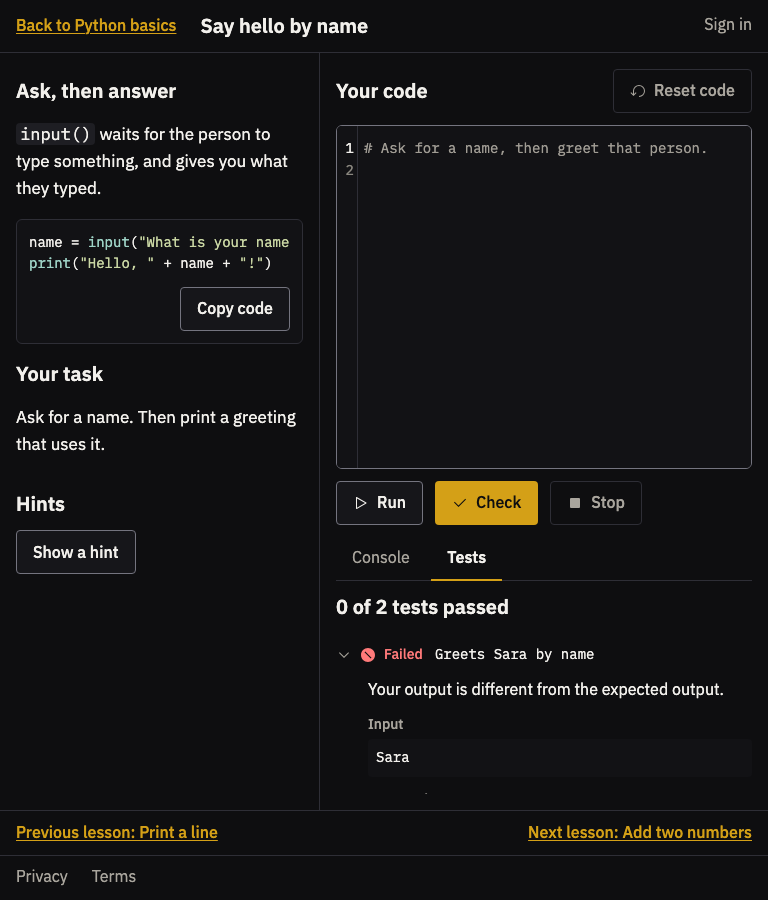 Back to Python basics
Say hello by name
Sign in
Ask, then answer
input() waits for the person to
type something, and gives you what
they typed.
name = input("What is your name
print("Hello, " + name + "!")
Copy code
Your task
Ask for a name. Then print a greeting
that uses it.
Hints
Show a hint
Your code
Reset code
1 # Ask for a name, then greet that person.
2
Run
Check
Stop
Console
Tests
0 of 2 tests passed
Failed Greets Sara by name
Your output is different from the expected output.
Input
Sara
Previous lesson: Print a line
Next lesson: Add two numbers
Privacy
Terms